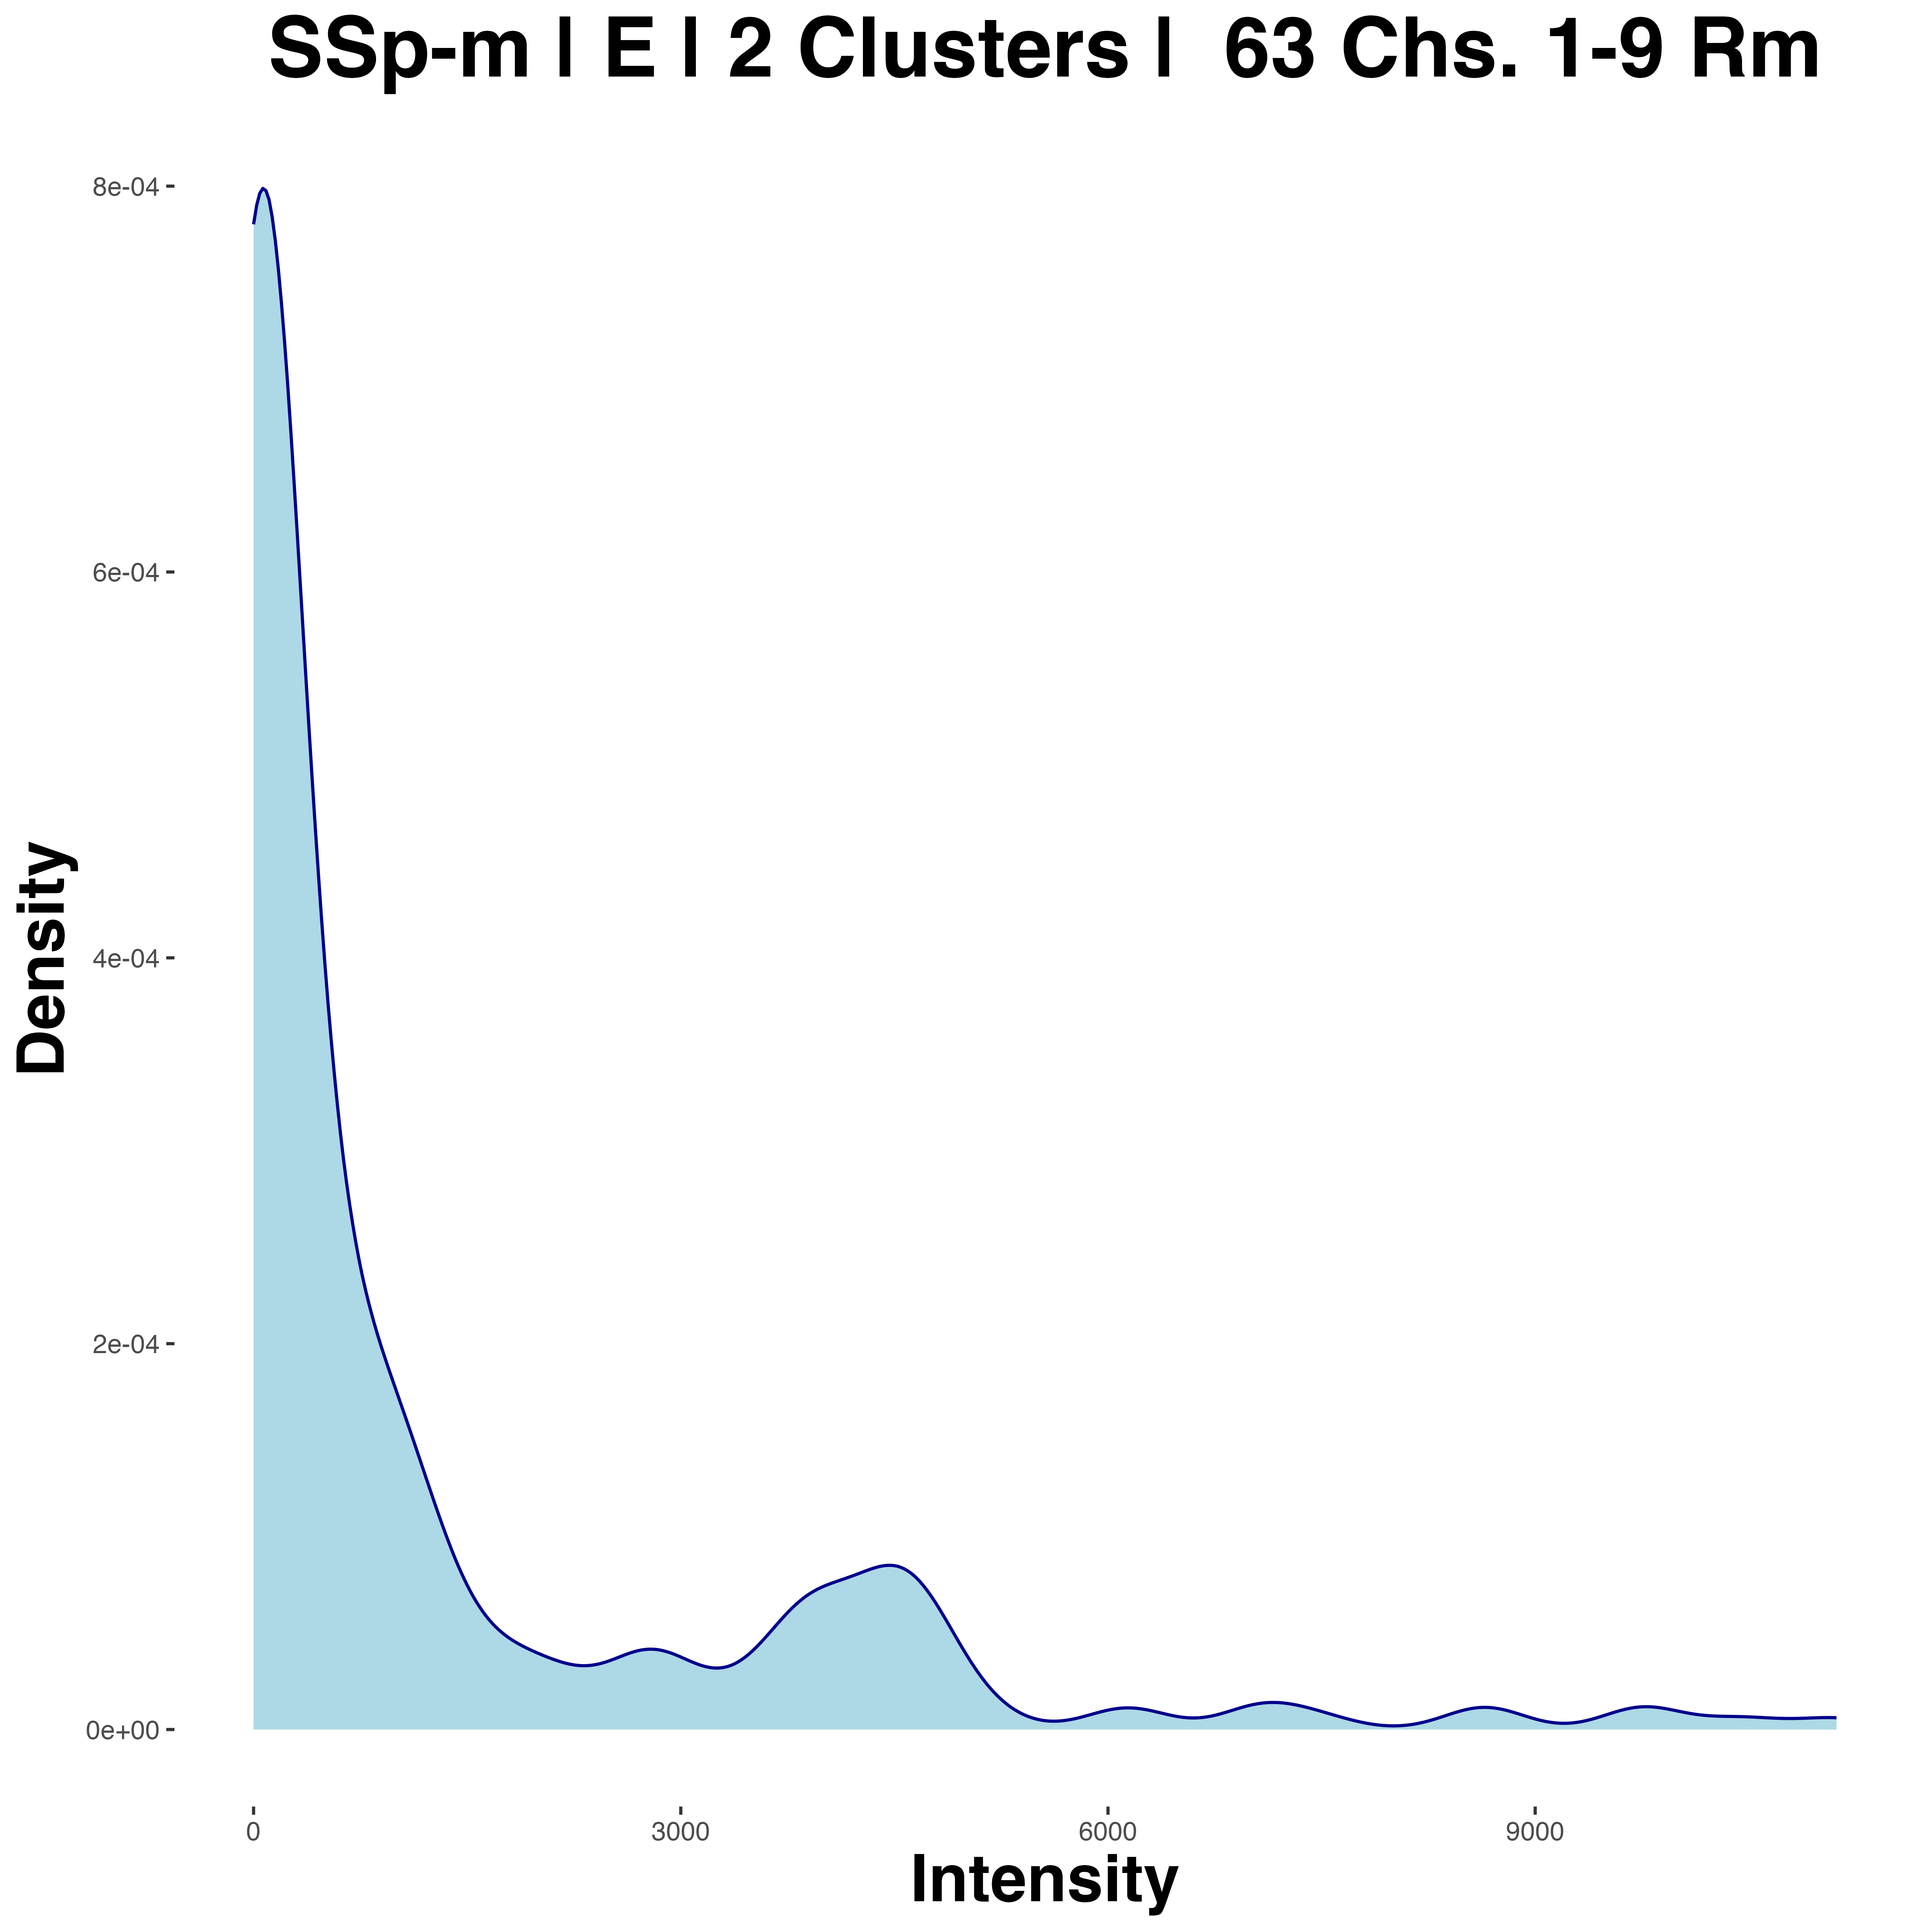 SSp-m | E | 2 Clusters |  63 Chs. 1-9 Rm
8e-04
6e-04
4e-04
2e-04
0e+00
Density
0 3000 6000 9000
Intensity